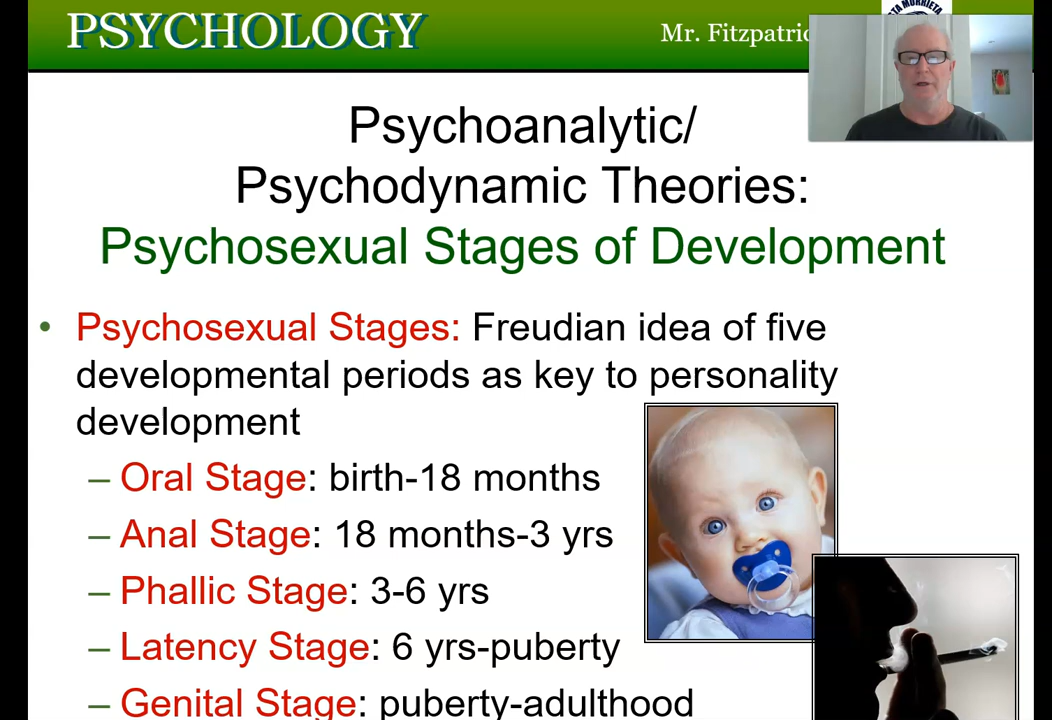 PSYCHOLOGY
Mr. Fitzpatric
Psychoanalytic/
Psychodynamic Theories:
Psychosexual Stages of Development
• Psychosexual Stages: Freudian idea of five
developmental periods as key to personality
development
– Oral Stage: birth-18 months
– Anal Stage: 18 months-3 yrs
– Phallic Stage: 3-6 yrs
– Latency Stage: 6 yrs-puberty
– Genital Stage: puberty-adulthood